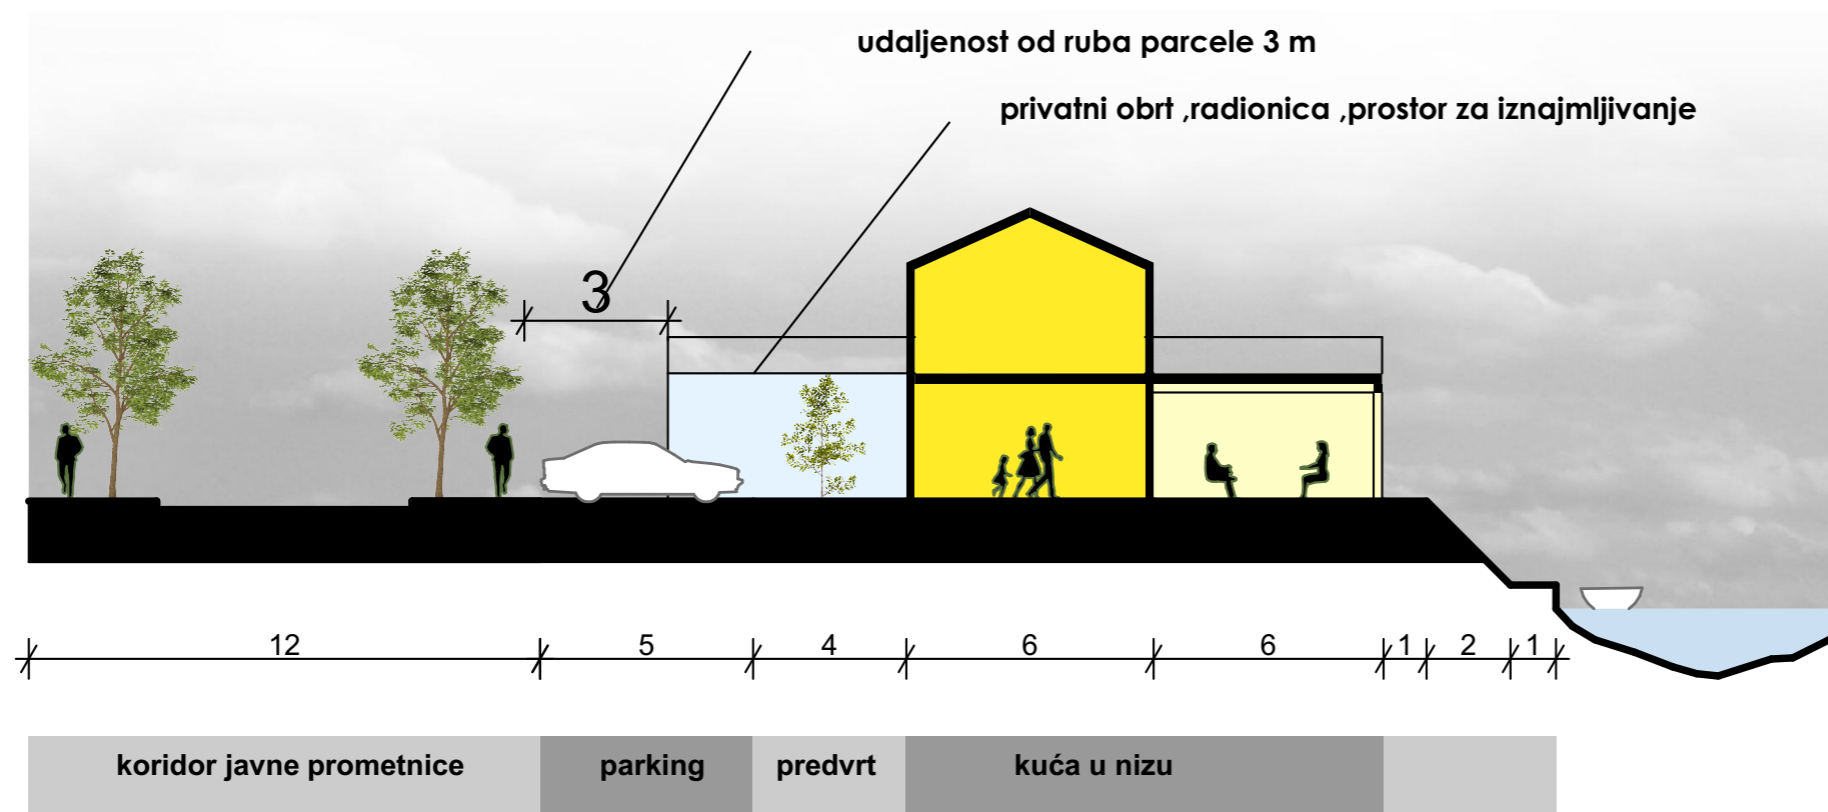 udaljenost od ruba parcele 3 m
privatni obrt ,radionica ,prostor za iznajmljivanje
3
12 5 4 6 6 1 2 1
koridor javne prometnice parking predvrt kuća u nizu